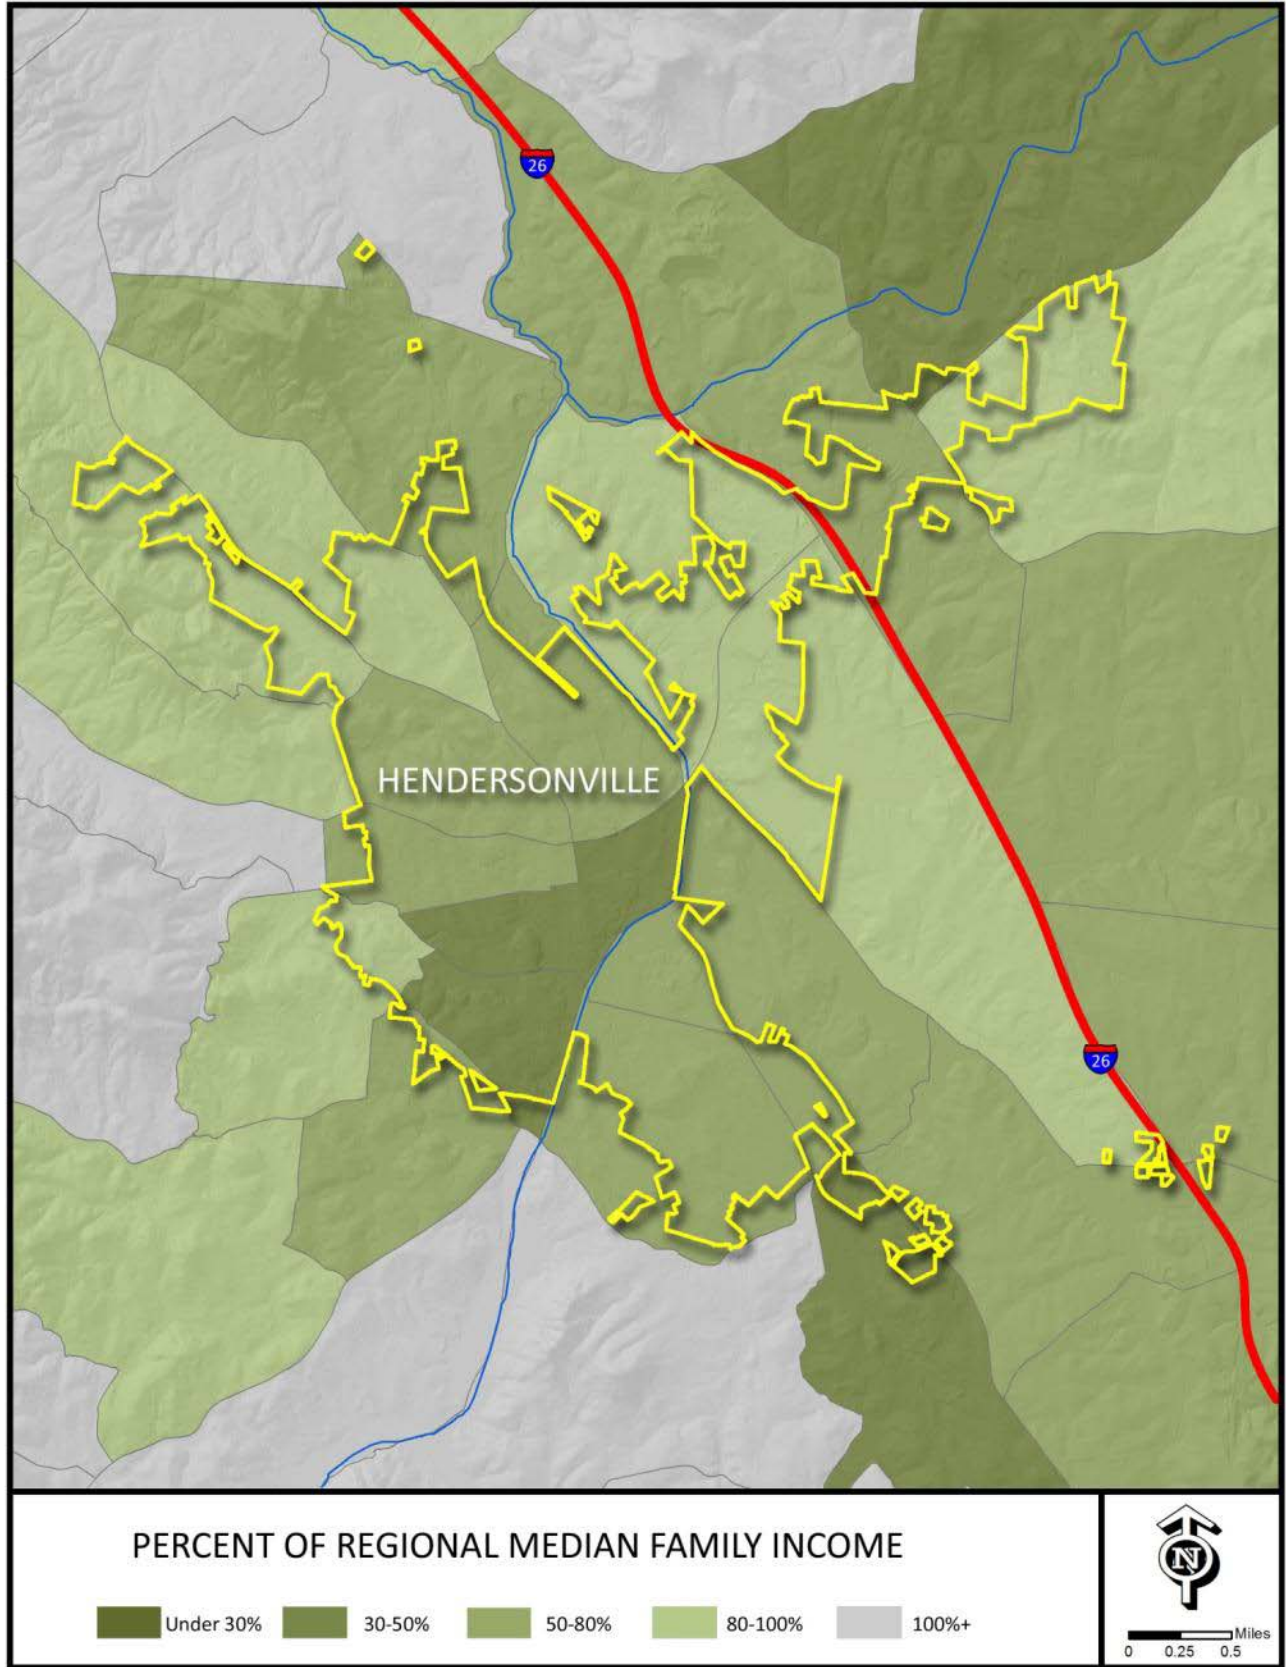 26
HENDERSONVILLE
26
PERCENT OF REGIONAL MEDIAN FAMILY INCOME
Under 30% 30-50% 50-80% 80-100% 100%+
N
Miles
0 0.25 0.5